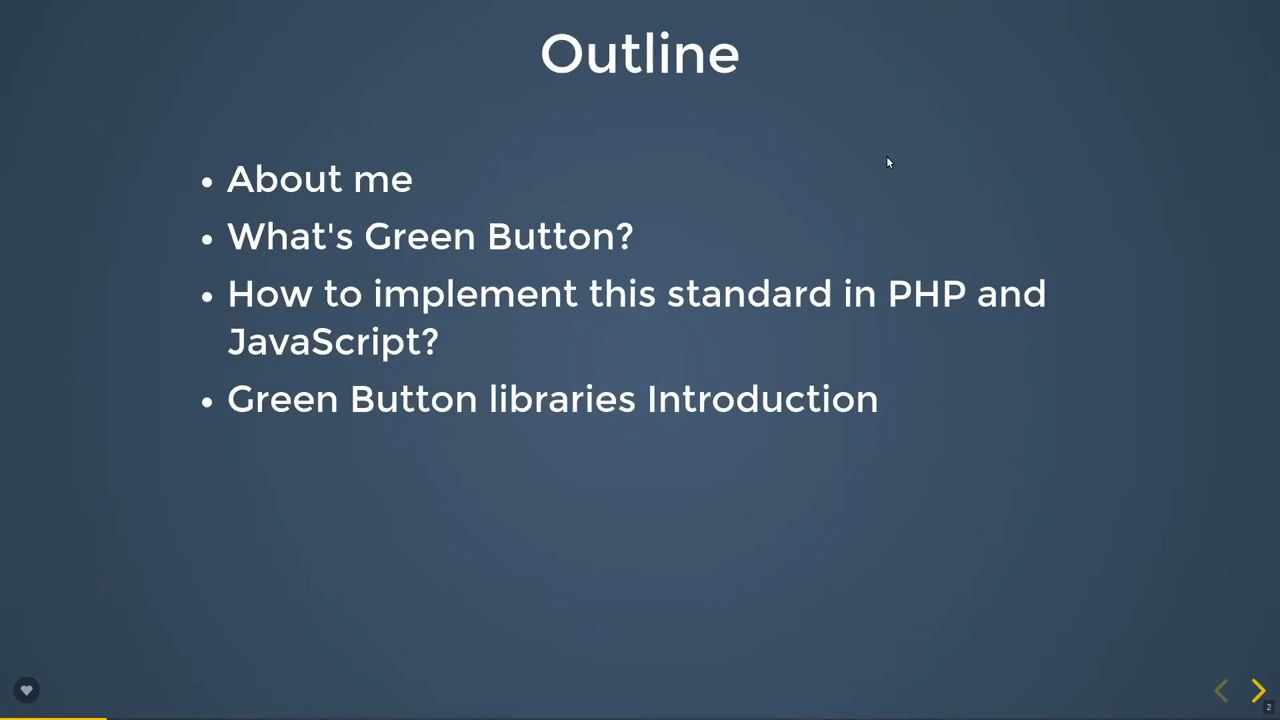 Outline
• About me
• What's Green Button?
• How to implement this standard in PHP and
JavaScript?
• Green Button libraries Introduction
2